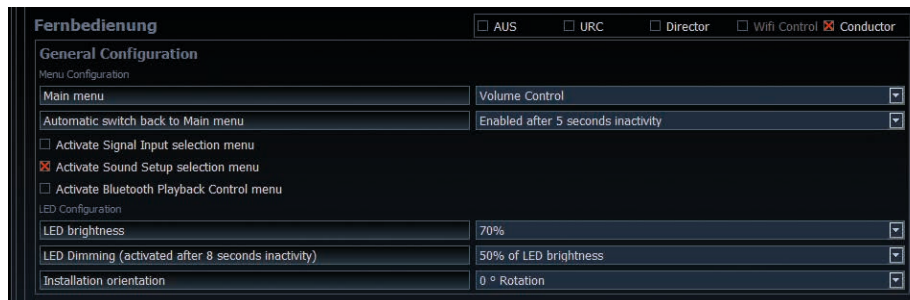 Fernbedienung AUS URC Director Wifi Control Conductor
General Configuration
Menu Configuration
Main menu Volume Control
Automatic switch back to Main menu Enabled after 5 seconds inactivity
Activate Signal Input selection menu
Activate Sound Setup selection menu
Activate Bluetooth Playback Control menu
LED Configuration
LED brightness 70%
LED Dimming (activated after 8 seconds inactivity) 50% of LED brightness
Installation orientation 0 º Rotation